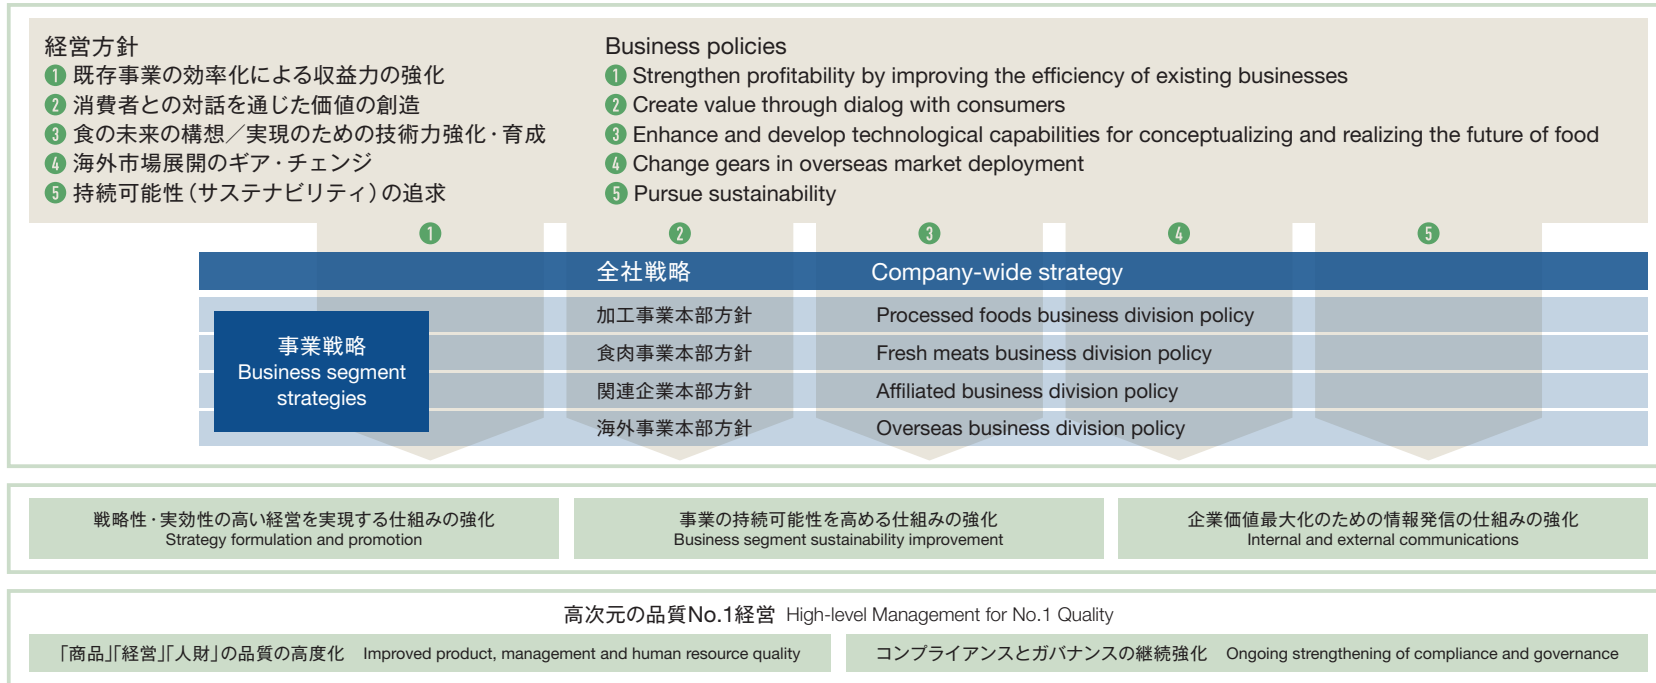 経営方針
❶ 既存事業の効率化による収益力の強化
❷ 消費者との対話を通じた価値の創造
❸ 食の未来の構想／実現のための技術力強化・育成
❹ 海外市場展開のギア・チェンジ
❺ 持続可能性（サステナビリティ）の追求
Business policies
❶ Strengthen profitability by improving the efficiency of existing businesses
❷ Create value through dialog with consumers
❸ Enhance and develop technological capabilities for conceptualizing and realizing the future of food
❹ Change gears in overseas market deployment
❺ Pursue sustainability
❶ ❷ ❸ ❹ ❺
全社戦略 Company-wide strategy
事業戦略
Business segment
strategies
加工事業本部方針 Processed foods business division policy
食肉事業本部方針 Fresh meats business division policy
関連企業本部方針 Affiliated business division policy
海外事業本部方針 Overseas business division policy
戦略性・実効性の高い経営を実現する仕組みの強化
Strategy formulation and promotion
事業の持続可能性を高める仕組みの強化
Business segment sustainability improvement
企業価値最大化のための情報発信の仕組みの強化
Internal and external communications
高次元の品質No.1経営 High-level Management for No.1 Quality
「商品」「経営」「人財」の品質の高度化 Improved product, management and human resource quality
コンプライアンスとガバナンスの継続強化 Ongoing strengthening of compliance and governance